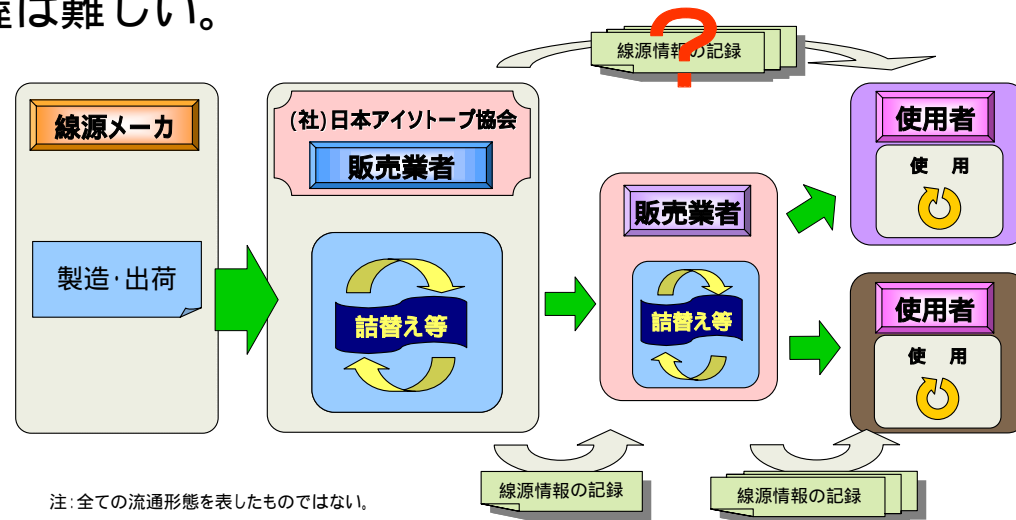 は難しい。
?
線源情報の記録
線源メーカ
製造・出荷
(社)日本アイソトープ協会
販売業者
詰替え等
販売業者
詰替え等
使用者
使 用
使用者
使 用
線源情報の記録
線源情報の記録
注:全ての流通形態を表したものではない。